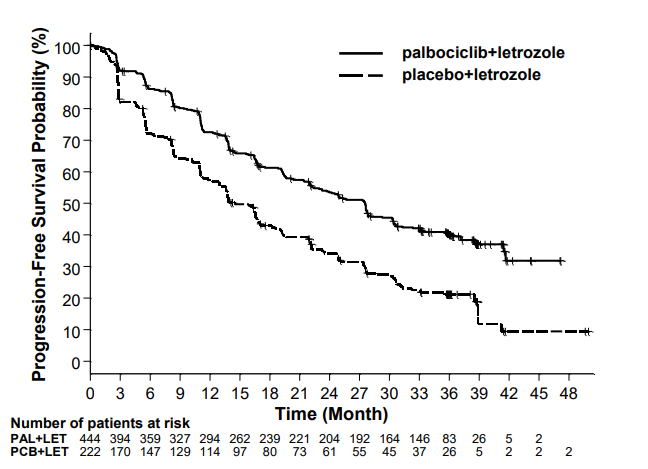 Progression-Free Survival Probability (%)
100
90
80
70
60
50
40
30
20
10
0
palbociclib+letrozole
placebo+letrozole
0 3 6 9 12 15 18 21 24 27 30 33 36 39 42 45 48
Time (Month)
Number of patients at risk
PAL+LET 444 394 359 327 294 262 239 221 204 192 164 146 83 26 5 2
PCB+LET 222 170 147 129 114 97 80 73 61 55 45 37 26 5 2 2 2